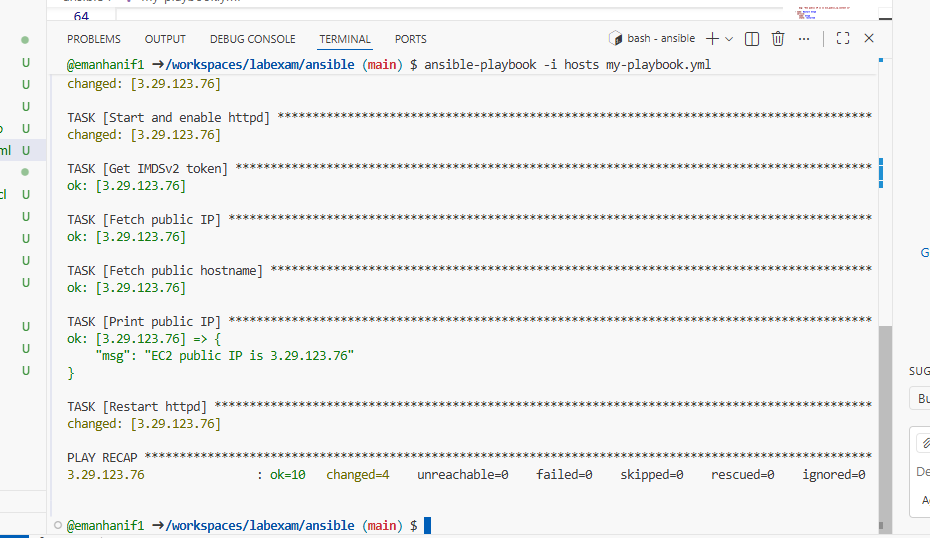 64
PROBLEMS OUTPUT DEBUG CONSOLE TERMINAL PORTS bash - ansible
@emanhanif1 ➜/workspaces/labexam/ansible (main) $ ansible-playbook -i hosts my-playbook.yml
changed: [3.29.123.76]
TASK [Start and enable httpd] *************************************************************************************
changed: [3.29.123.76]
TASK [Get IMDSv2 token] *******************************************************************************************
ok: [3.29.123.76]
TASK [Fetch public IP] ********************************************************************************************
ok: [3.29.123.76]
TASK [Fetch public hostname] **************************************************************************************
ok: [3.29.123.76]
TASK [Print public IP] ********************************************************************************************
ok: [3.29.123.76] => {
"msg": "EC2 public IP is 3.29.123.76"
}
TASK [Restart httpd] **********************************************************************************************
changed: [3.29.123.76]
PLAY RECAP ********************************************************************************************************
3.29.123.76 : ok=10 changed=4 unreachable=0 failed=0 skipped=0 rescued=0 ignored=0
@emanhanif1 ➜/workspaces/labexam/ansible (main) $
U
U
U
U
ml U
U
U
U
U
U
U
U
U
SUG